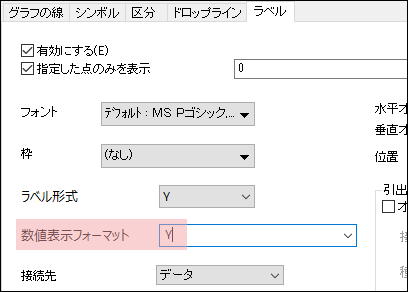 グラフの線 シンボル 区分 ドロップライン ラベル
有効にする(E)
指定した点のみを表示 0
フォント デフォルト : MS Pゴシック,... 水平オ
垂直オ
枠 (なし) 位置
ラベル形式 Y 引出
数値表示フォーマット Y
接続先 データ